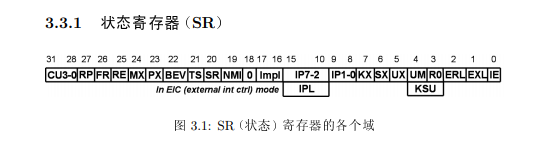 3.3.1 状态寄存器（SR）
31 28 27 26 25 24 23 22 21 20 19 18 17 16 15 10 9 8 7 6 5 4 3 2 1 0
CU3-0 RP FR RE MX PX BEV TS SR NMI 0 Impl IP7-2 IP1-0 KX SX UX UM R0 ERL EXL IE
In EIC (external int ctrl) mode IPL KSU
图 3.1: SR（状态）寄存器的各个域